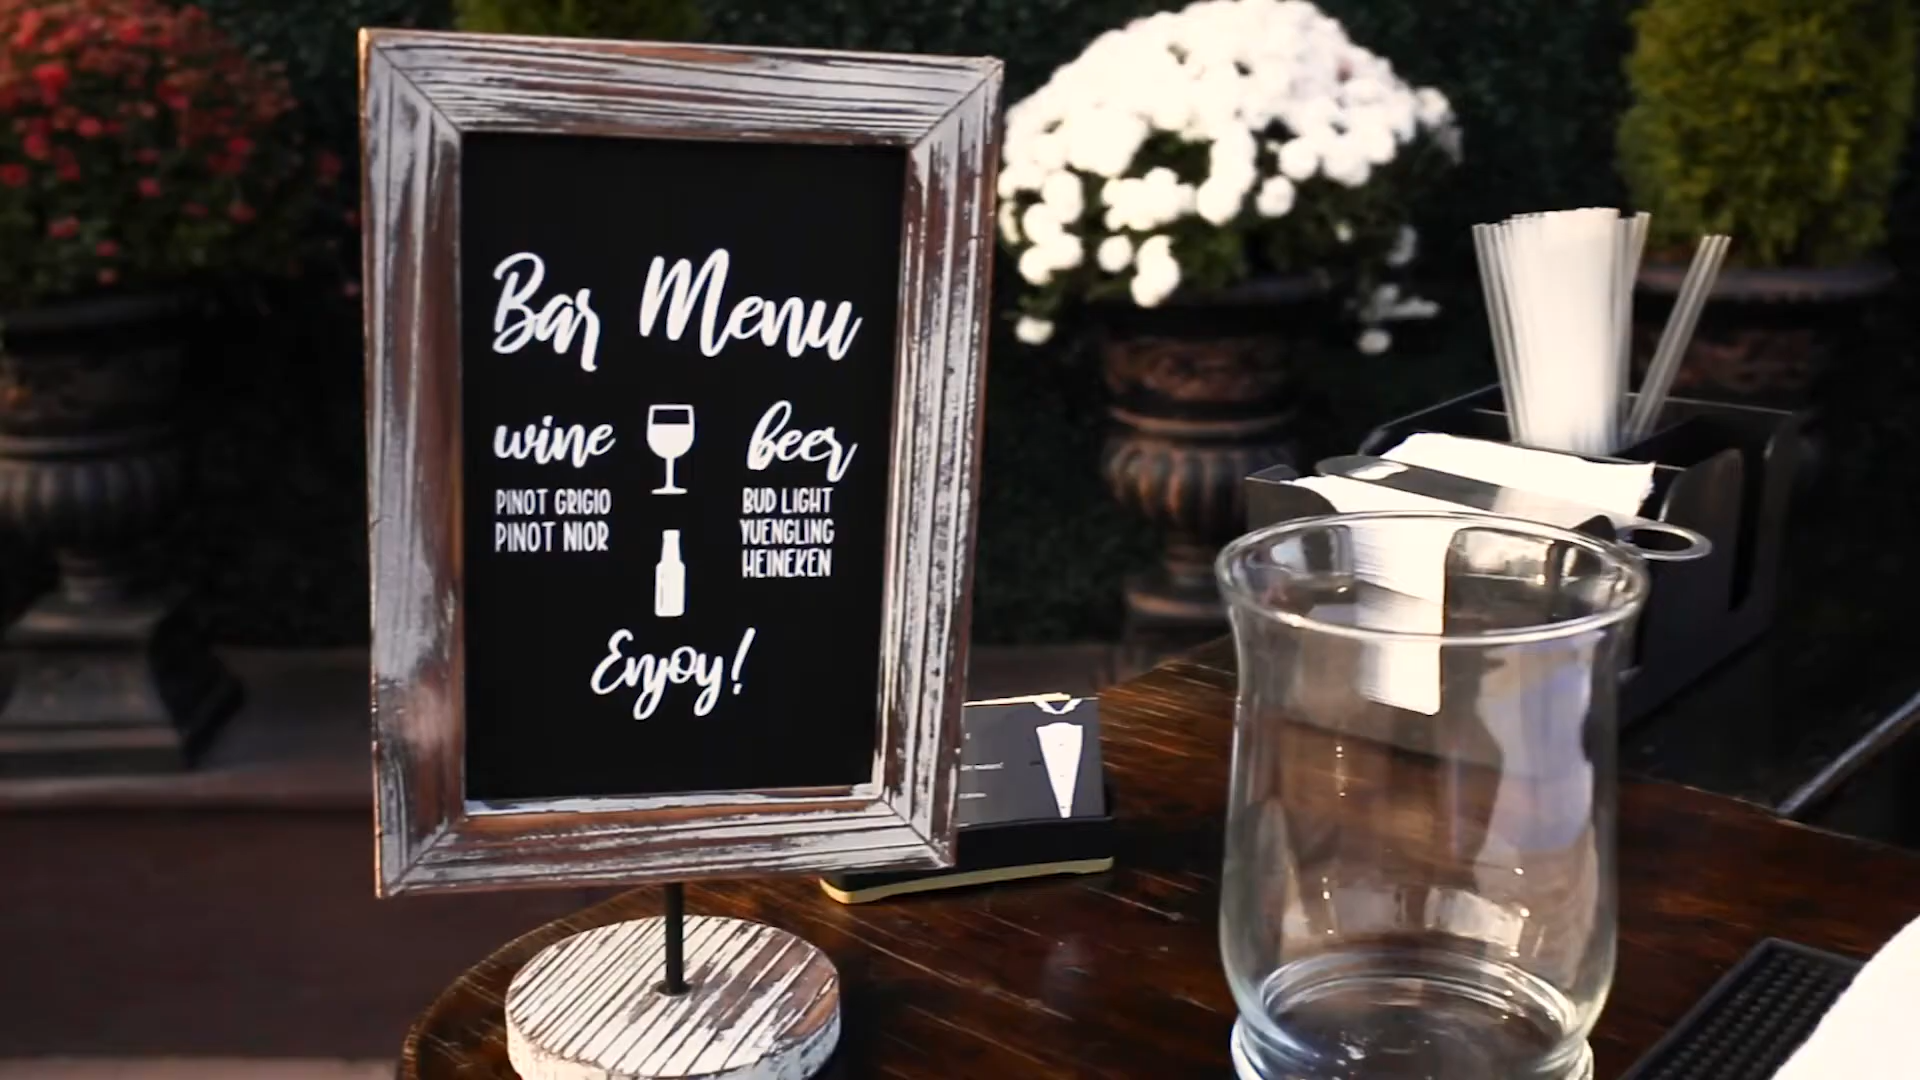 Bar Menu
wine
PINOT GRIGIO
PINOT NIOR
beer
BUD LIGHT
YUENGLING
HEINEKEN
Enjoy!